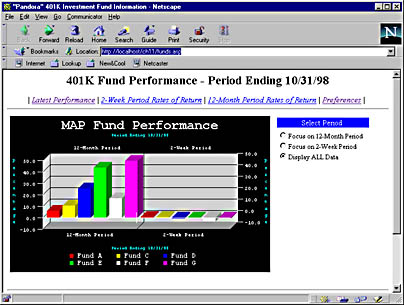 "Pandora" 401K Investment Fund Information - Netscape
File Edit View Go Communicator Help
Back Forward Reload Home Search Guide Print Security Stop
Bookmarks Location: http://localhost/ch11/funds.asp
Internet Lookup New&Cool Netcaster
401K Fund Performance - Period Ending 10/31/98
| Latest Performance | 2-Week Period Rates of Return | 12-Month Period Rates of Return | Preferences |
MAP Fund Performance
Period Ending 10/31/98
12-Month Period 2-Week Period
50.0 50.0
40.0 40.0
30.0 30.0
20.0 20.0
10.0 10.0
0.0 0.0
-10.0 -10.0
12-Month Period 2-Week Period
Period Ending 10/31/98
Fund A Fund C Fund D
Fund E Fund F Fund G
Select Period
Focus on 12-Month Period
Focus on 2-Week Period
Display ALL Data